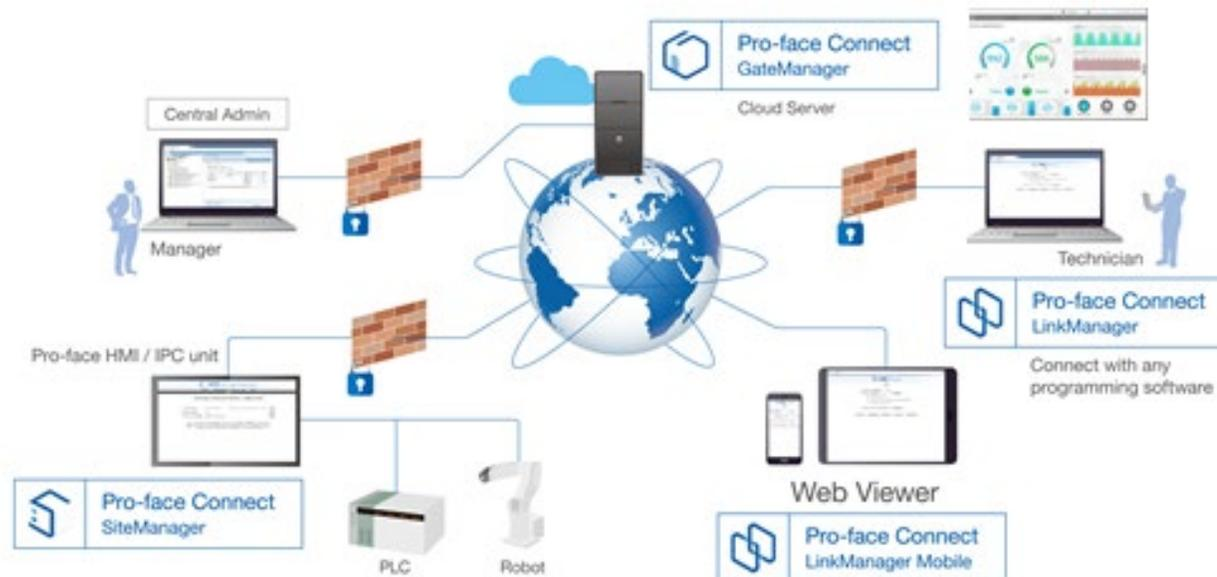 Pro-face Connect
GateManager
Cloud Server
Central Admin
Manager
Technician
Pro-face Connect
LinkManager
Connect with any
programming software
Pro-face HMI / IPC unit
Pro-face Connect
SiteManager
PLC
Robot
Web Viewer
Pro-face Connect
LinkManager Mobile